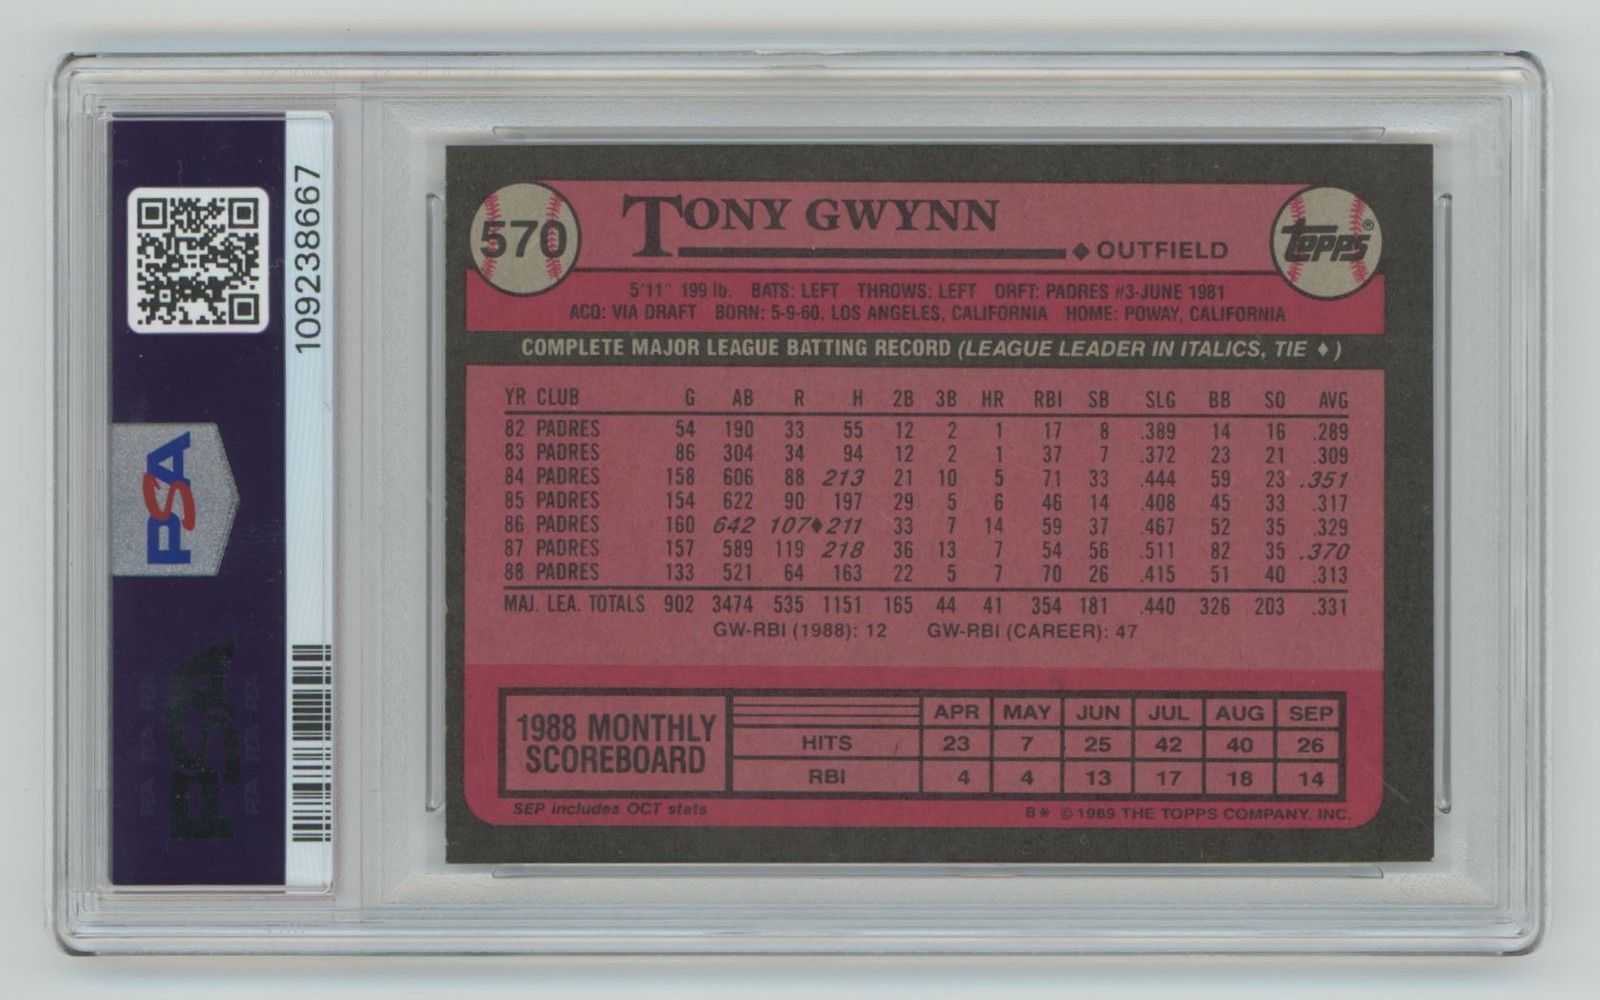 109238667
PSA
PSA
570
TONY GWYNN
◆ OUTFIELD
TOPPS®
5'11" 199 lb. BATS: LEFT THROWS: LEFT DRFT: PADRES #3-JUNE 1981
ACQ: VIA DRAFT BORN: 5-9-60, LOS ANGELES, CALIFORNIA HOME: POWAY, CALIFORNIA
COMPLETE MAJOR LEAGUE BATTING RECORD (LEAGUE LEADER IN ITALICS, TIE ♦)
YR CLUB G AB R H 2B 3B HR RBI SB SLG BB SO AVG
82 PADRES 54 190 33 55 12 2 1 17 8 .389 14 16 .289
83 PADRES 86 304 34 94 12 2 1 37 7 .372 23 21 .309
84 PADRES 158 606 88 213 21 10 5 71 33 .444 59 23 .351
85 PADRES 154 622 90 197 29 5 6 46 14 .408 45 33 .317
86 PADRES 160 642 107♦211 33 7 14 59 37 .467 52 35 .329
87 PADRES 157 589 119 218 36 13 7 54 56 .511 82 35 .370
88 PADRES 133 521 64 163 22 5 7 70 26 .415 51 40 .313
MAJ. LEA. TOTALS 902 3474 535 1151 165 44 41 354 181 .440 326 203 .331
GW-RBI (1988): 12 GW-RBI (CAREER): 47
1988 MONTHLY
SCOREBOARD
APR MAY JUN JUL AUG SEP
HITS 23 7 25 42 40 26
RBI 4 4 13 17 18 14
SEP includes OCT stats
B* ©1989 THE TOPPS COMPANY, INC.